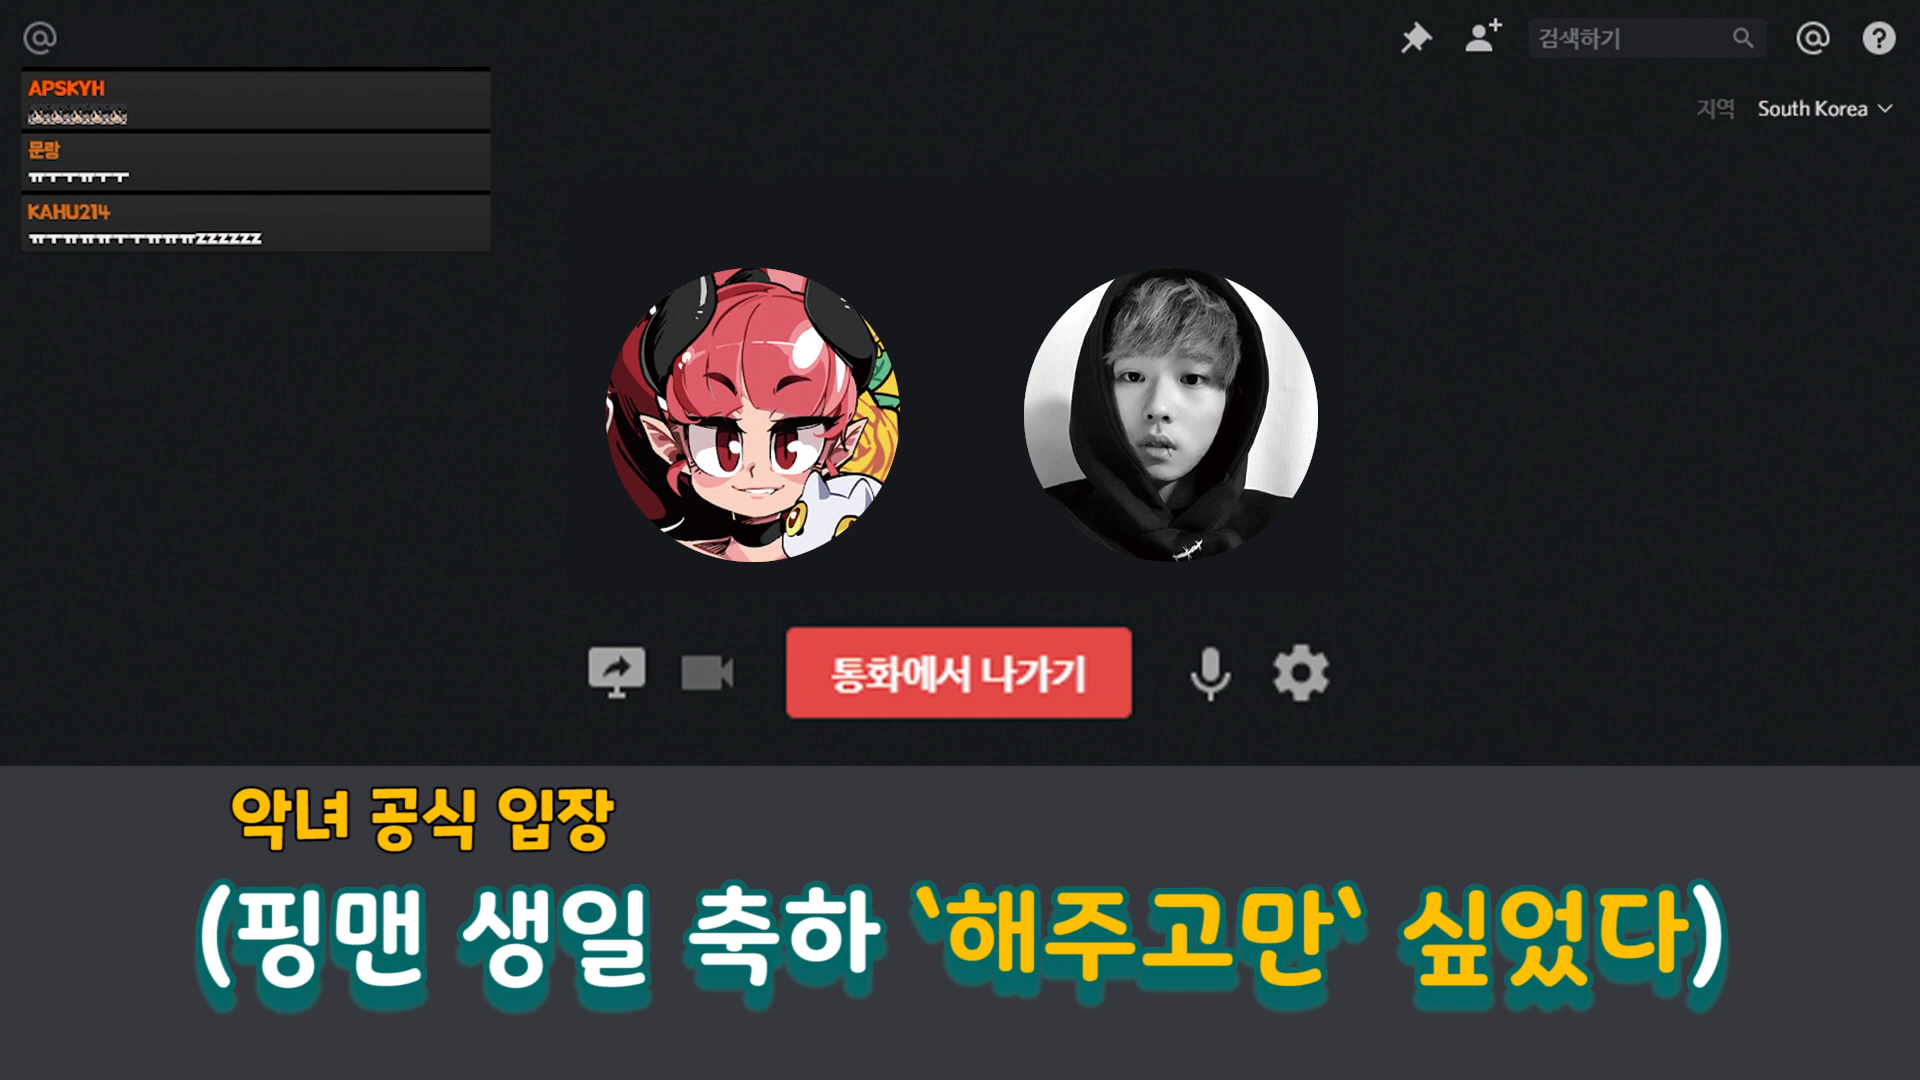 검색하기
지역 South Korea
APSKYH
문랑
ㅠㅜㅜㅠㅜㅜ
KAHU214
ㅠㅜㅠㅠㅠㅜㅜㅠㅠㅠzzzzzz
통화에서 나가기
악녀 공식 입장
(핑맨 생일 축하 `해주고만` 싶었다)